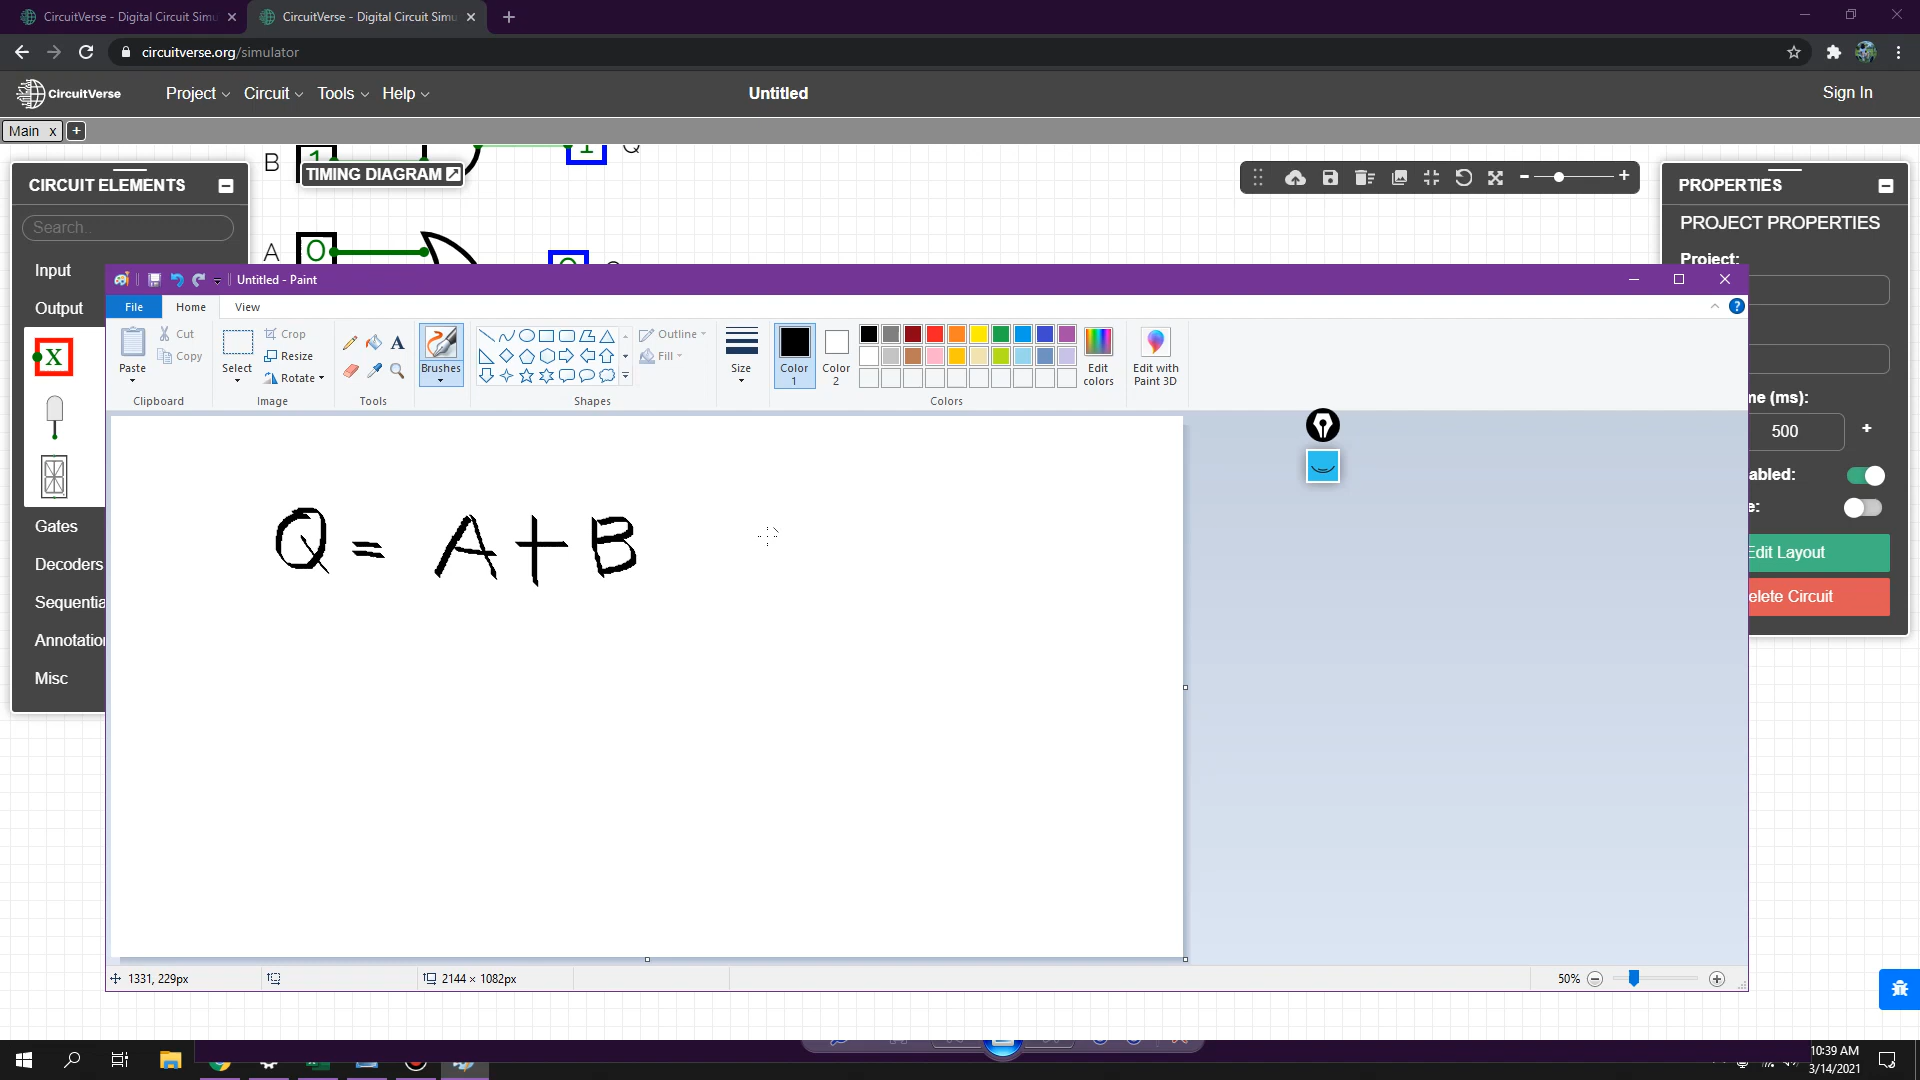 CircuitVerse - Digital Circuit Simu
CircuitVerse - Digital Circuit Simu
circuitverse.org/simulator
CircuitVerse
Project
Circuit
Tools
Help
Untitled
Sign In
Main x +
B
TIMING DIAGRAM
CIRCUIT ELEMENTS
Search..
Input
Output
X
Gates
Decoders
Sequentia
Annotation
Misc
A 0
PROPERTIES
PROJECT PROPERTIES
Project:
me (ms):
500 +
abled:
e:
Edit Layout
elete Circuit
Untitled - Paint
File Home View
Paste
Cut
Copy
Clipboard
Select
Crop
Resize
Rotate
Image
A
Tools
Brushes
Outline
Fill
Shapes
Size
Color 1
Color 2
Edit colors
Colors
Edit with Paint 3D
Q = A+B
1331, 229px
2144 × 1082px
50%
10:39 AM
3/14/2021